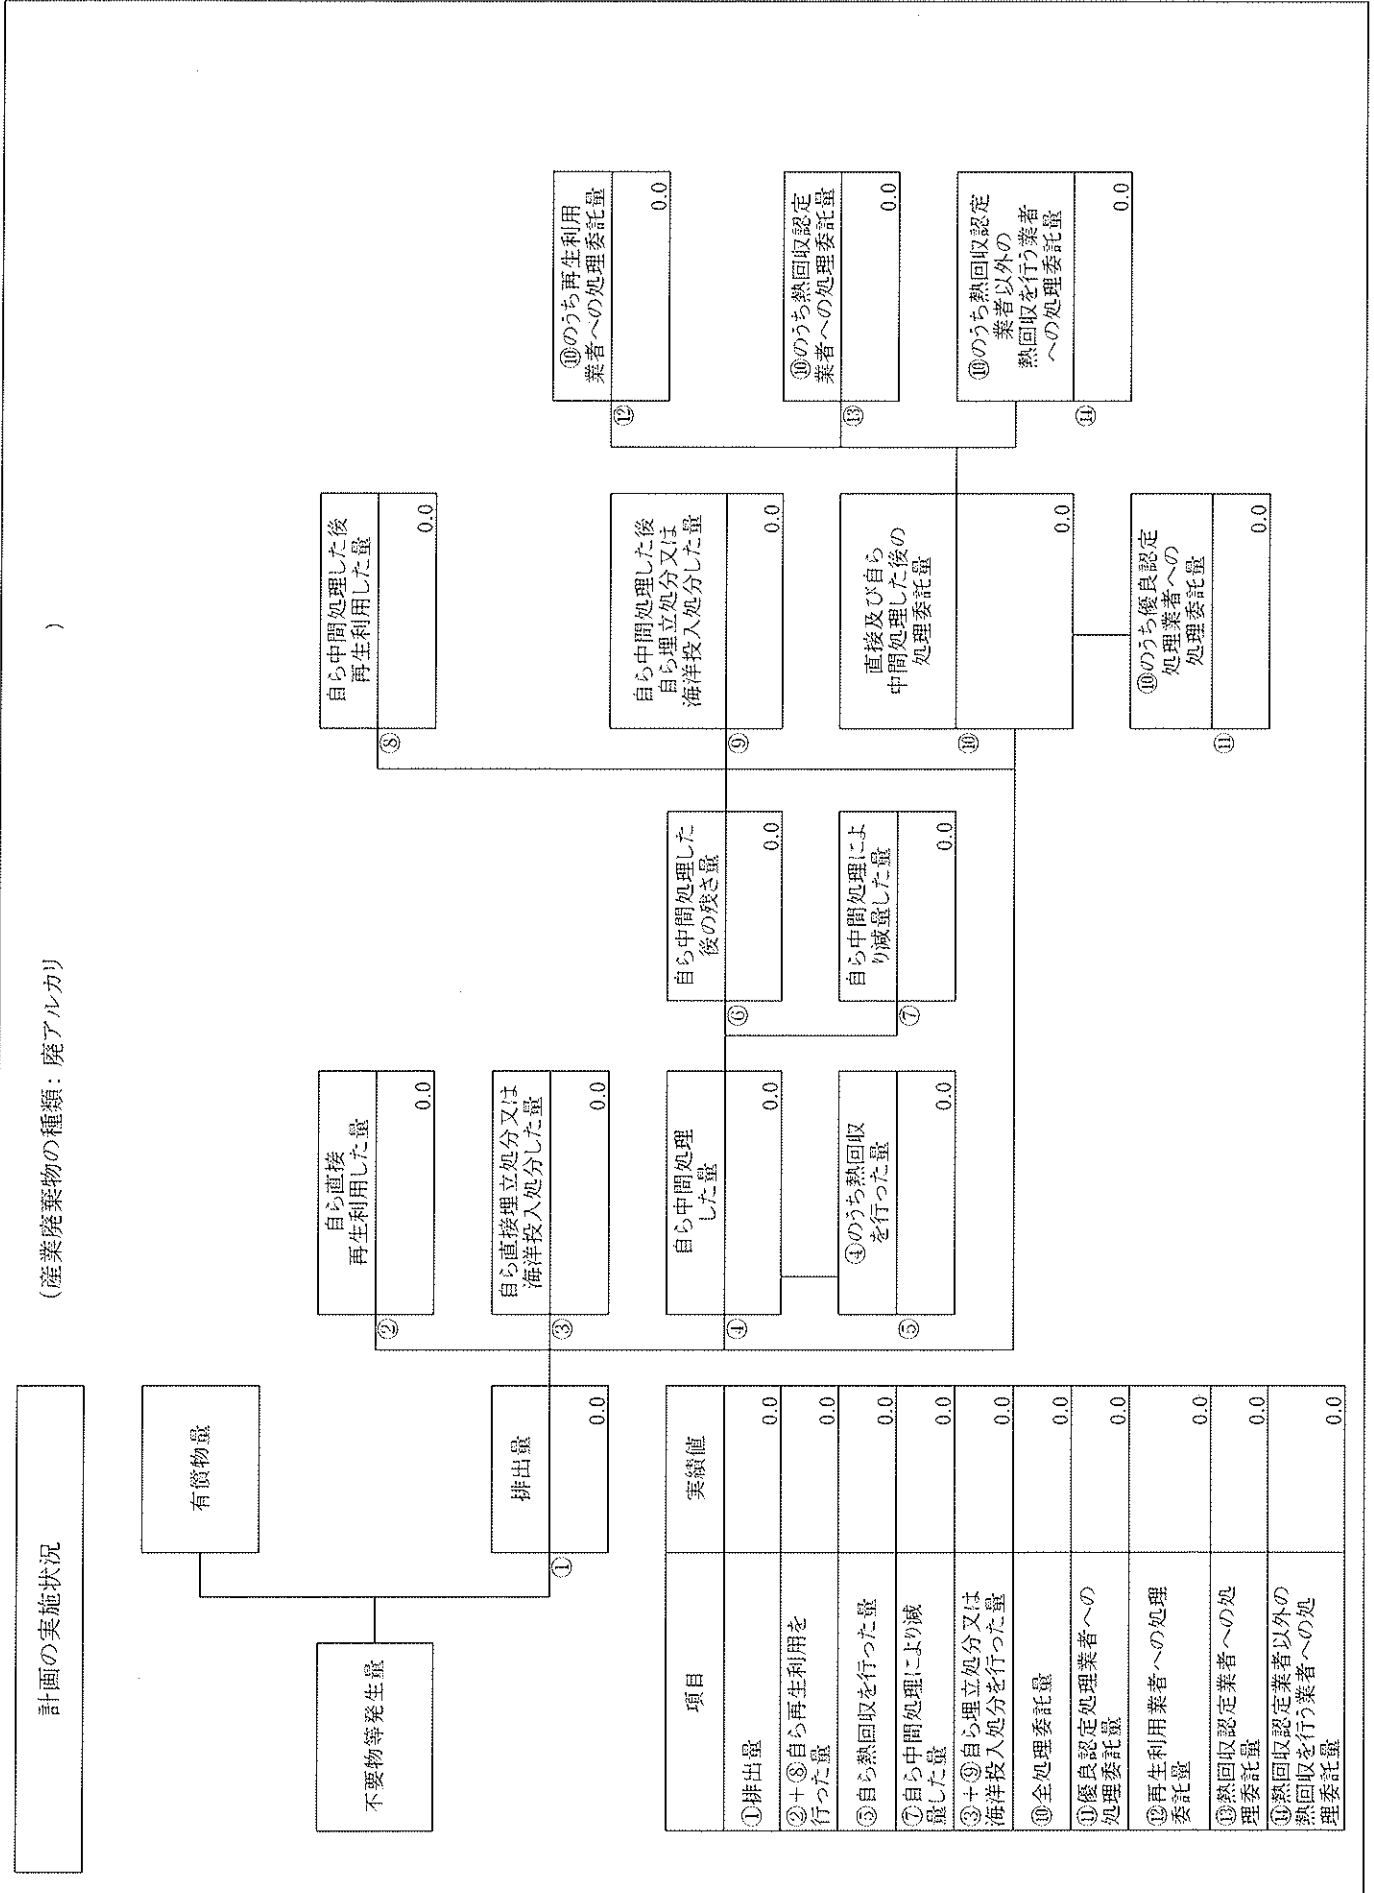 計画の実施状況
(産業廃棄物の種類：廃アルカリ　　　　　　　　　　)
不要物等発生量
有償物量
①
排出量
0.0
②
自ら直接
再生利用した量
0.0
③
自ら直接埋立処分又は
海洋投入処分した量
0.0
④
自ら中間処理
した量
0.0
⑤
④のうち熱回収
を行った量
0.0
⑥
自ら中間処理した
後の残さ量
0.0
⑦
自ら中間処理によ
り減量した量
0.0
⑧
自ら中間処理した後
再生利用した量
0.0
⑨
自ら中間処理した後
自ら埋立処分又は
海洋投入処分した量
0.0
⑩
直接及び自ら
中間処理した後の
処理委託量
0.0
⑪
⑩のうち優良認定
処理業者への
処理委託量
0.0
⑫
⑩のうち再生利用
業者への処理委託量
0.0
⑬
⑩のうち熱回収認定
業者への処理委託量
0.0
⑭
⑩のうち熱回収認定
業者以外の
熱回収を行う業者
への処理委託量
0.0
項目 実績値
①排出量 0.0
②＋⑧自ら再生利用を
行った量 0.0
⑤自ら熱回収を行った量 0.0
⑦自ら中間処理により減
量した量 0.0
③＋⑨自ら埋立処分又は
海洋投入処分を行った量 0.0
⑩全処理委託量 0.0
⑪優良認定処理業者への
処理委託量 0.0
⑫再生利用業者への処理
委託量 0.0
⑬熱回収認定業者への処
理委託量 0.0
⑭熱回収認定業者以外の
熱回収を行う業者への処
理委託量 0.0